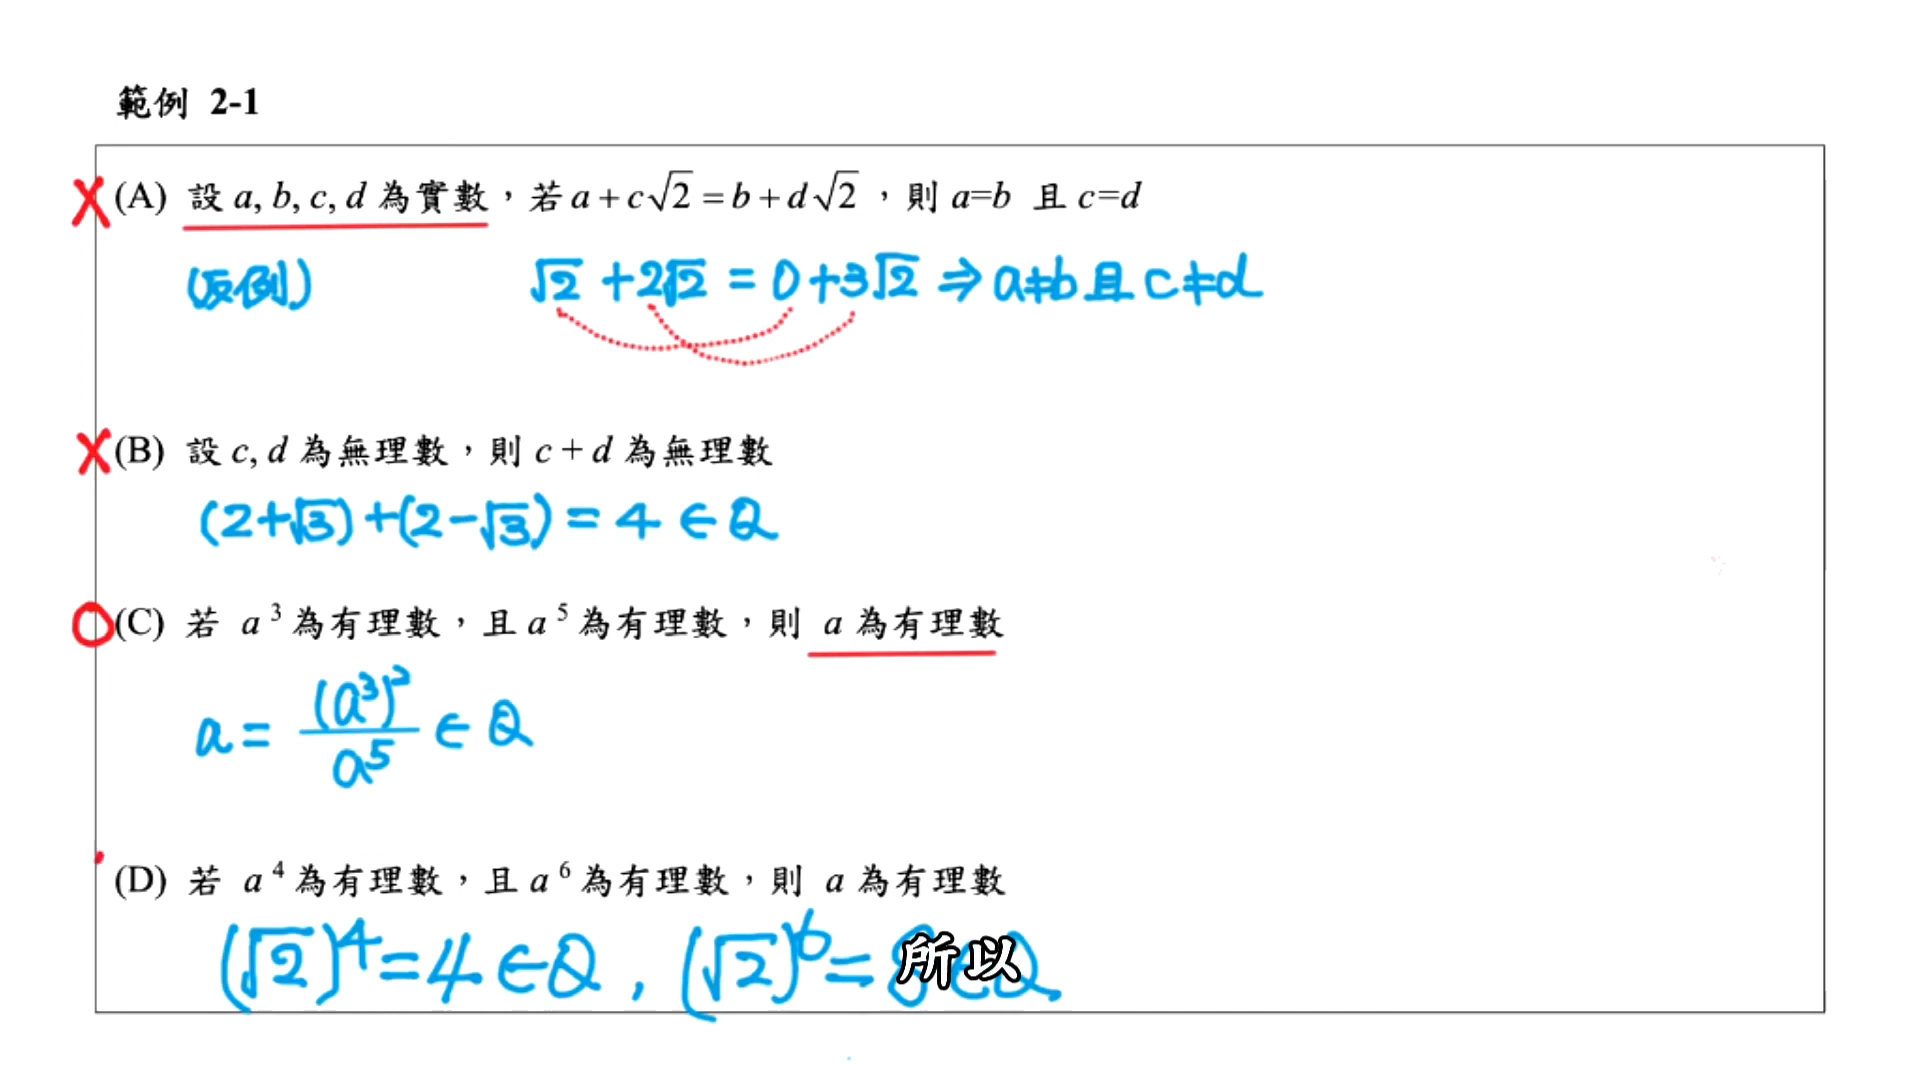 範例 2-1
X (A) 設 a, b, c, d 為實數，若 a + c√2 = b + d√2 ，則 a=b 且 c=d
(反例) √2 + 2√2 = 0 + 3√2 ⇒ a≠b 且 c≠d
X (B) 設 c, d 為無理數，則 c + d 為無理數
(2+√3)+(2-√3) = 4 ∈ Q
O (C) 若 a³ 為有理數，且 a⁵ 為有理數，則 a 為有理數
a = (a³)²/a⁵ ∈ Q
(D) 若 a⁴ 為有理數，且 a⁶ 為有理數，則 a 為有理數
(√2)⁴ = 4 ∈ Q , (√2)⁶ = 8 ∈ Q
所以